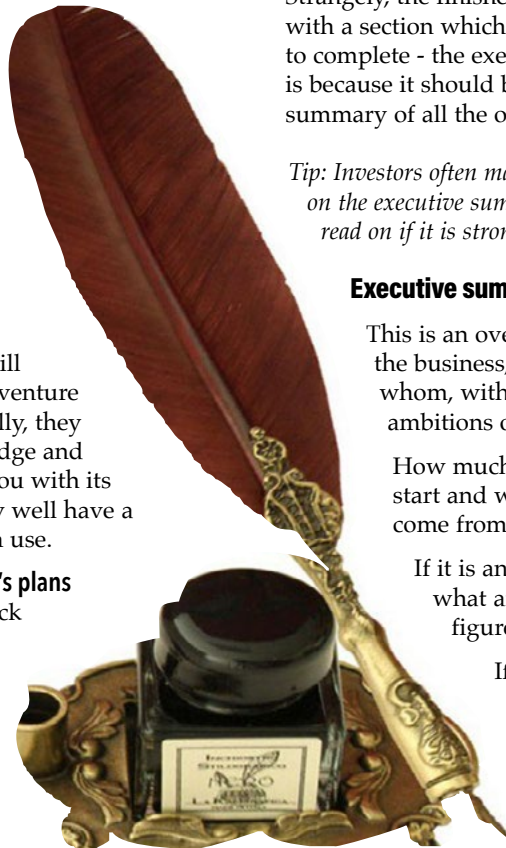 with a section which
to complete - the exe
is because it should b
summary of all the o
Tip: Investors often ma
on the executive sum
read on if it is stron
Executive sum
This is an ove
the business,
whom, with
ambitions o
How much
start and w
come from
If it is an
what a
figure
If
ill
venture
lly, they
dge and
ou with its
y well have a
n use.
's plans
ck
INCHIOSTRO
STILOGRAFICO
NERO